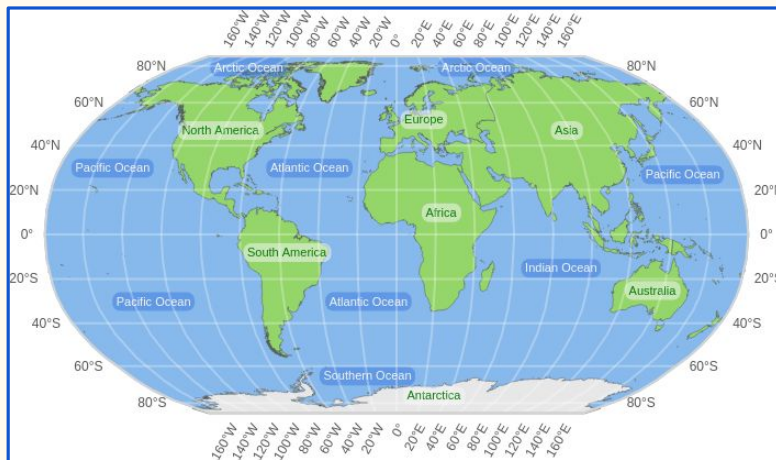 160°W 140°W 120°W 100°W 80°W 60°W 40°W 20°W 0° 20°E 40°E 60°E 80°E 100°E 120°E 140°E 160°E
80°N Arctic Ocean Arctic Ocean 80°N
60°N 60°N
North America Europe Asia
40°N 40°N
Pacific Ocean Atlantic Ocean Pacific Ocean
20°N 20°N
Africa
0° 0°
South America
Indian Ocean
20°S 20°S
Australia
Pacific Ocean Atlantic Ocean
40°S 40°S
60°S 60°S
Southern Ocean
Antarctica
80°S 80°S
160°W 140°W 120°W 100°W 80°W 60°W 40°W 20°W 0° 20°E 40°E 60°E 80°E 100°E 120°E 140°E 160°E